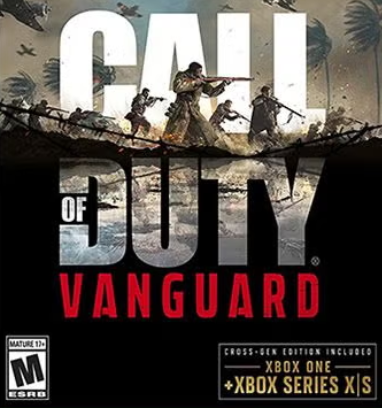 CALL
OF DUTY®
VANGUARD
MATURE 17+
M
ESRB
CROSS-GEN EDITION INCLUDED
XBOX ONE
+XBOX SERIES X|S